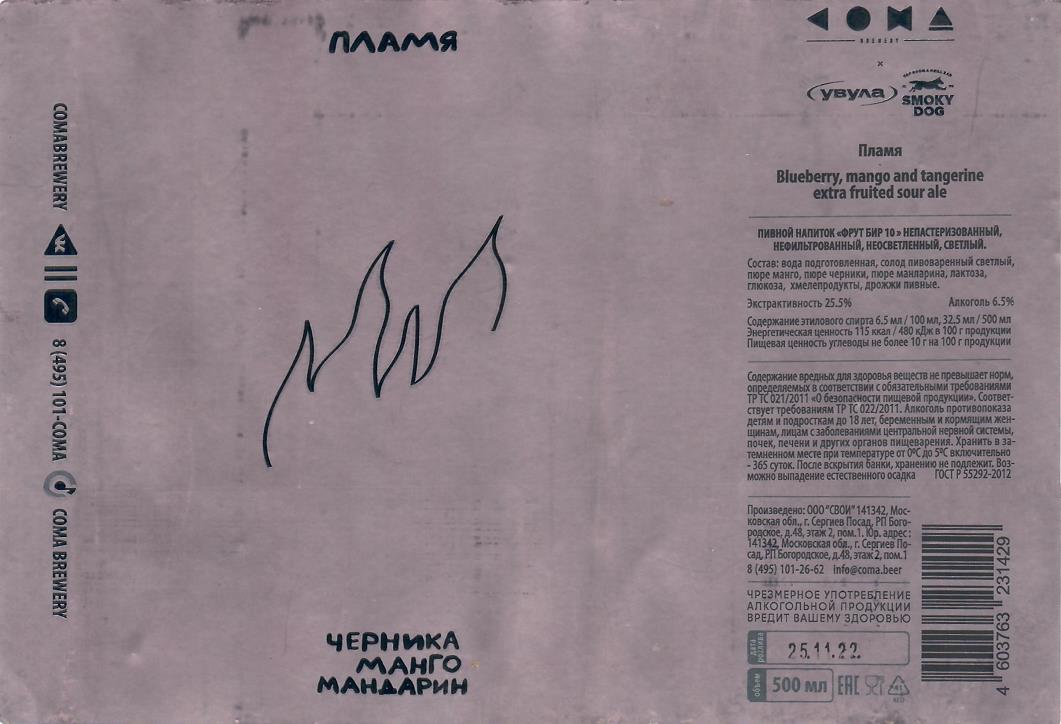 ПЛАМЯ
ЧЕРНИКА
МАНГО
МАНДАРИН
COMABREWERY
8 (495) 101-COMA
COMA BREWERY
BREWERY
×
увула
SMOKY
DOG
Пламя
Blueberry, mango and tangerine
extra fruited sour ale
ПИВНОЙ НАПИТОК «ФРУТ БИР 10 » НЕПАСТЕРИЗОВАННЫЙ,
НЕФИЛЬТРОВАННЫЙ, НЕОСВЕТЛЕННЫЙ, СВЕТЛЫЙ.
Состав: вода подготовленная, солод пивоваренный светлый,
пюре манго, пюре черники, пюре манларина, лактоза,
глюкоза, хмелепродукты, дрожжи пивные.
Экстрактивность 25.5% Алкоголь 6.5%
Содержание этилового спирта 6.5 мл / 100 мл, 32.5 мл / 500 мл
Энергетическая ценность 115 ккал / 480 кДж в 100 г продукции
Пищевая ценность углеводы не более 10 г на 100 г продукции
Содержание вредных для здоровья веществ не превышает норм,
определяемых в соответствии с обязательными требованиями
ТР ТС 021/2011 «О безопасности пищевой продукции». Соответ-
ствует требованиям ТР ТС 022/2011. Алкоголь противопоказа
детям и подросткам до 18 лет, беременным и кормящим жен-
щинам, лицам с заболеваниями центральной нервной системы,
почек, печени и других органов пищеварения. Хранить в за-
темненном месте при температуре от 0ºС до 5ºС включительно
- 365 суток. После вскрытия банки, хранению не подлежит. Воз-
можно выпадение естественного осадка ГОСТ Р 55292-2012
Произведено: ООО "СВОИ" 141342, Мос-
ковская обл., г. Сергиев Посад, РП Бого-
родское, д.48, этаж 2, пом.1. Юр. адрес :
141342, Московская обл., г. Сергиев По-
сад, РП Богородское, д.48, этаж 2, пом.1
8 (495) 101-26-62 info@coma.beer
ЧРЕЗМЕРНОЕ УПОТРЕБЛЕНИЕ
АЛКОГОЛЬНОЙ ПРОДУКЦИИ
ВРЕДИТ ВАШЕМУ ЗДОРОВЬЮ
дата
розлива
25.11.22.
объем
500 мл
EAC
4 603763 231429